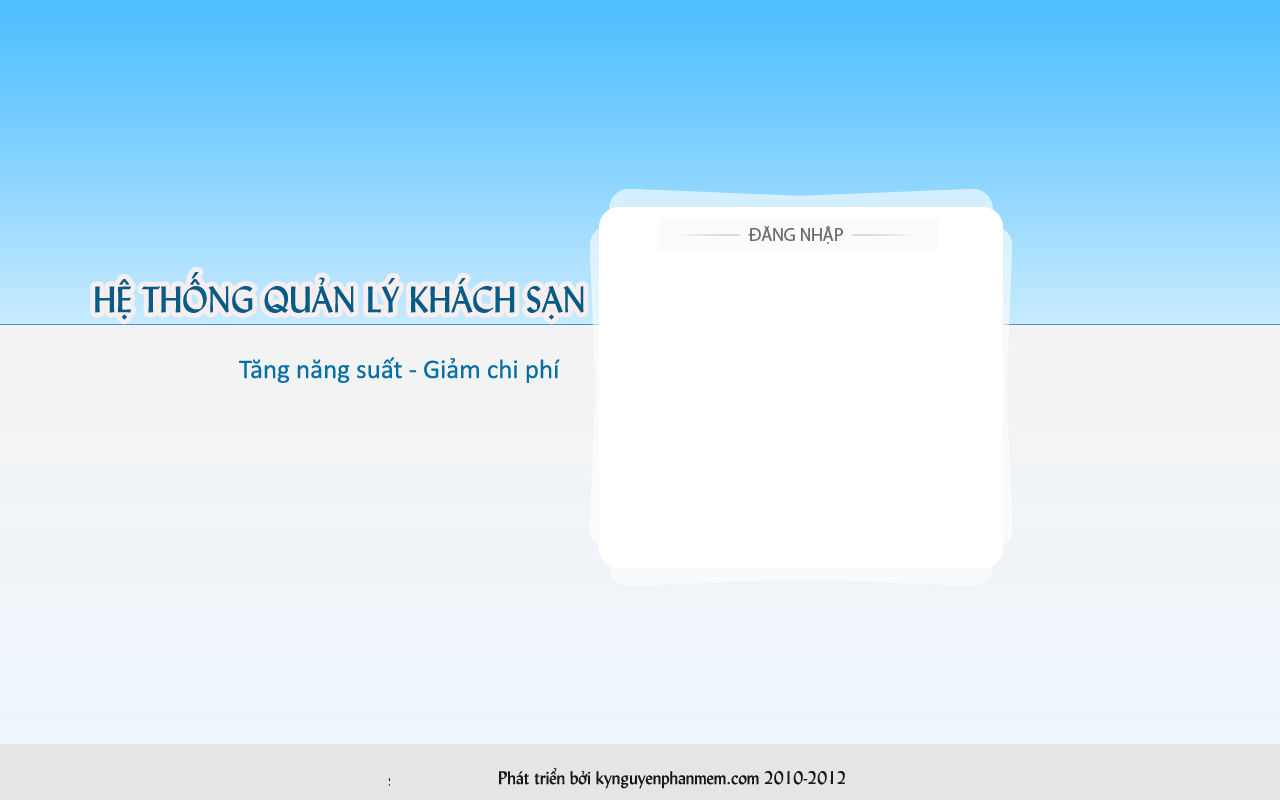 ĐĂNG NHẬP
HỆ THỐNG QUẢN LÝ KHÁCH SẠN
Tăng năng suất - Giảm chi phí
Phát triển bởi kynguyenphanmem.com 2010-2012